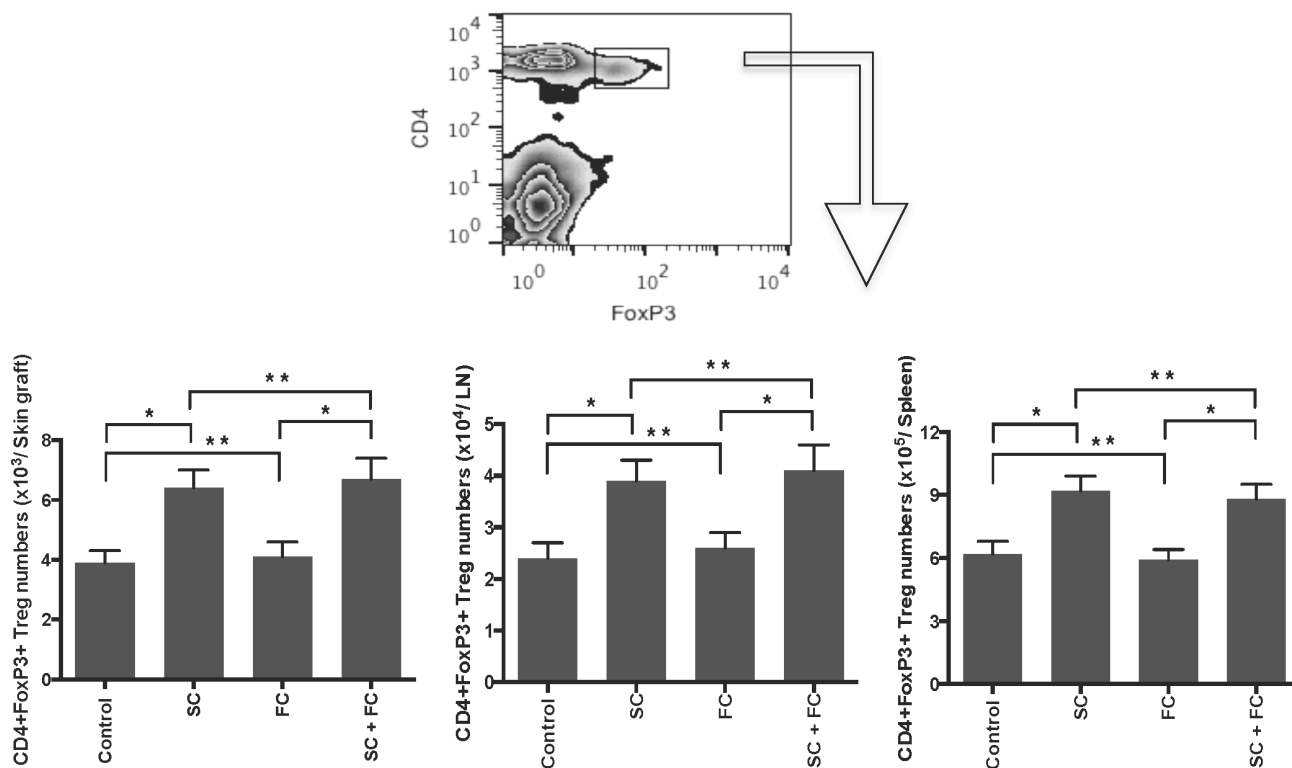 10^4
10^3
10^2
10^1
10^0
CD4
10^0
10^2
10^4
FoxP3
CD4+FoxP3+ Treg numbers (x10^3/ Skin graft)
8
6
4
2
0
*
**
**
*
Control
SC
FC
SC + FC
CD4+FoxP3+ Treg numbers (x10^4/ LN)
5
4
3
2
1
0
*
**
**
*
Control
SC
FC
SC + FC
CD4+FoxP3+ Treg numbers (x10^5/ Spleen)
12
9
6
3
0
*
**
**
*
Control
SC
FC
SC + FC